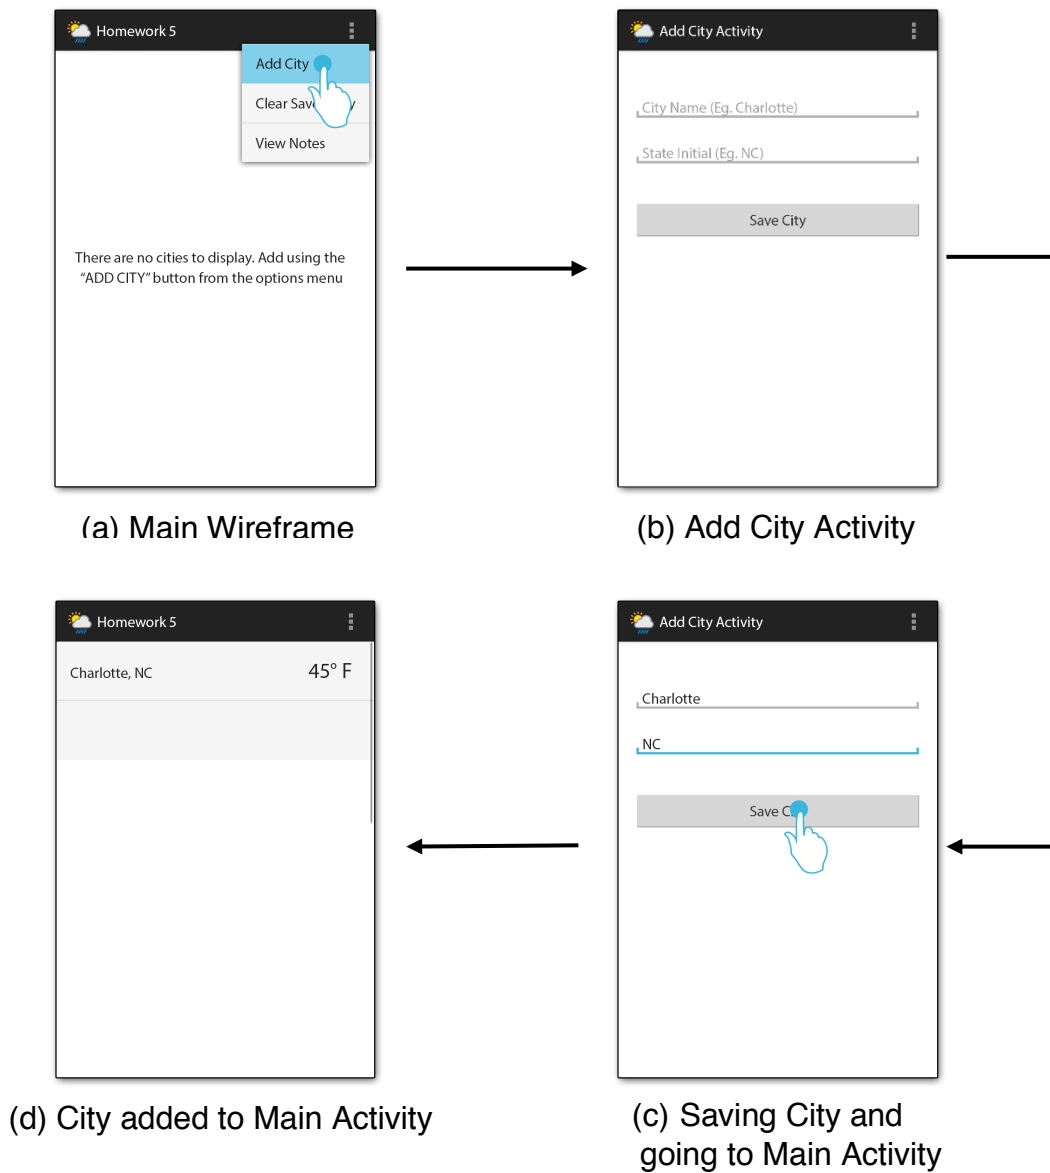 Homework 5
Add City
Clear Sav y
View Notes
There are no cities to display. Add using the
“ADD CITY” button from the options menu
(a) Main Wireframe
Add City Activity
City Name (Eg. Charlotte)
State Initial (Eg. NC)
Save City
(b) Add City Activity
Homework 5
Charlotte, NC 45° F
(d) City added to Main Activity
Add City Activity
Charlotte
NC
Save C
(c) Saving City and
going to Main Activity